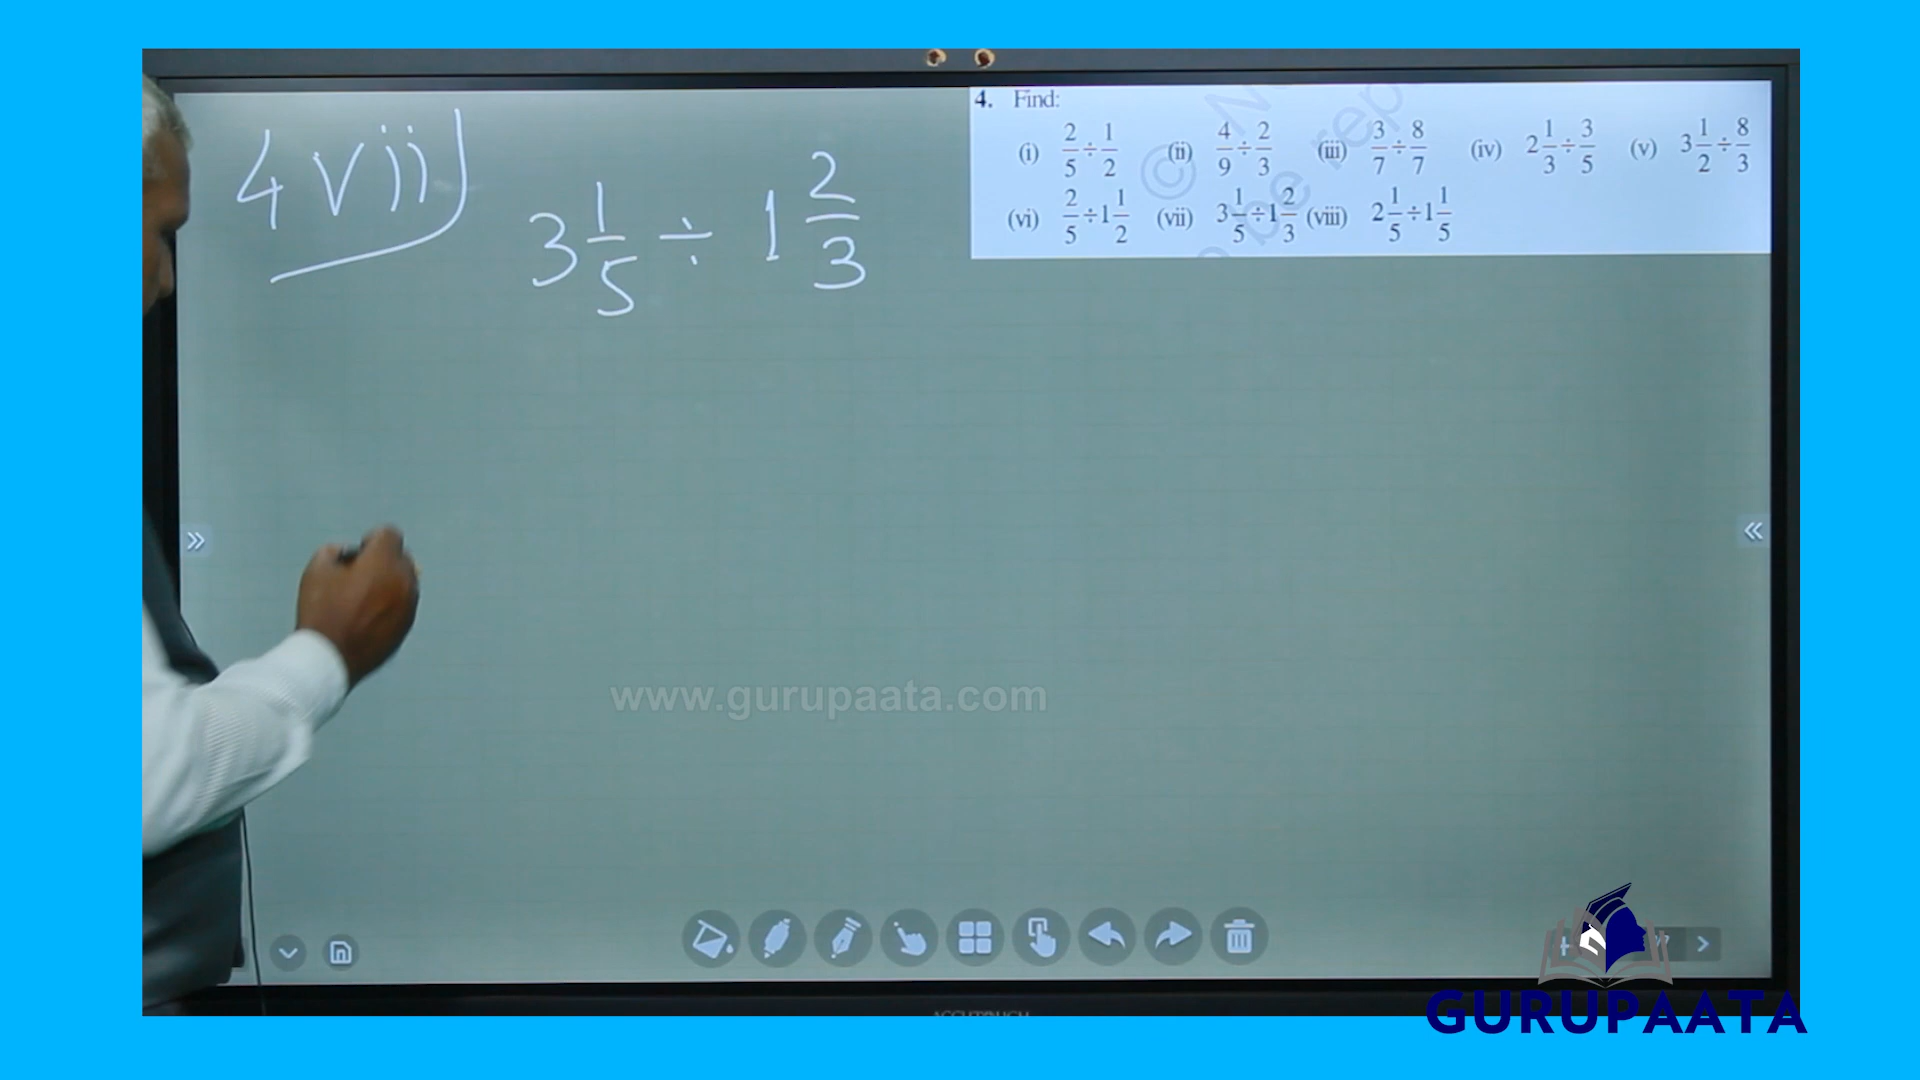 4 vii) 3 1/5 ÷ 1 2/3
4. Find:
(i) 2/5 ÷ 1/2 (ii) 4/9 ÷ 2/3 (iii) 3/7 ÷ 8/7 (iv) 2 1/3 ÷ 3/5 (v) 3 1/2 ÷ 8/3
(vi) 2/5 ÷ 1 1/2 (vii) 3 1/5 ÷ 1 2/3 (viii) 2 1/5 ÷ 1 1/5
© 
be rep
be
www.gurupaata.com
GURUPAATA